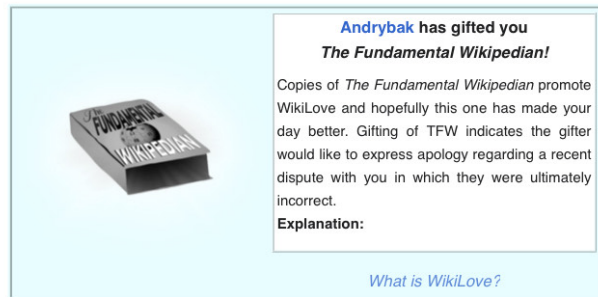 The
FUNDAMENTAL
WIKIPEDIAN
Andrybak has gifted you
The Fundamental Wikipedian!
Copies of The Fundamental Wikipedian promote
WikiLove and hopefully this one has made your
day better. Gifting of TFW indicates the gifter
would like to express apology regarding a recent
dispute with you in which they were ultimately
incorrect.
Explanation:
What is WikiLove?